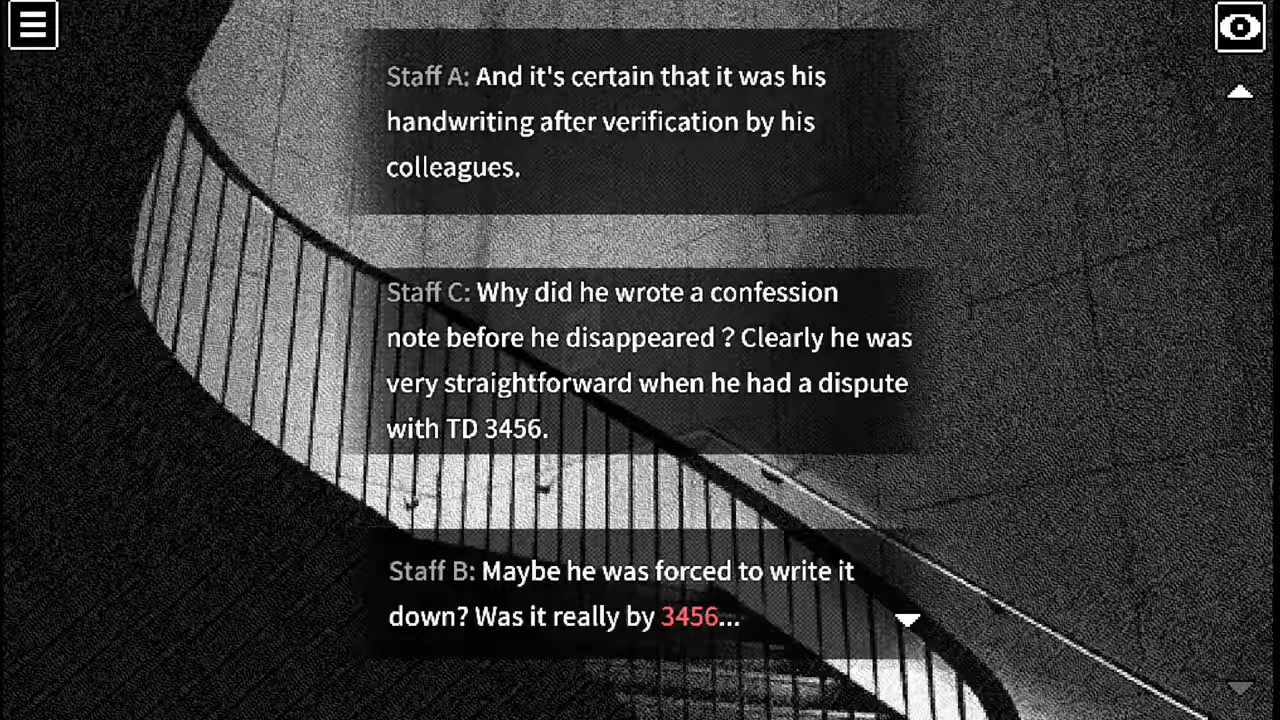 Staff A: And it's certain that it was his
handwriting after verification by his
colleagues.
Staff C: Why did he wrote a confession
note before he disappeared ? Clearly he was
very straightforward when he had a dispute
with TD 3456.
Staff B: Maybe he was forced to write it
down? Was it really by 3456...